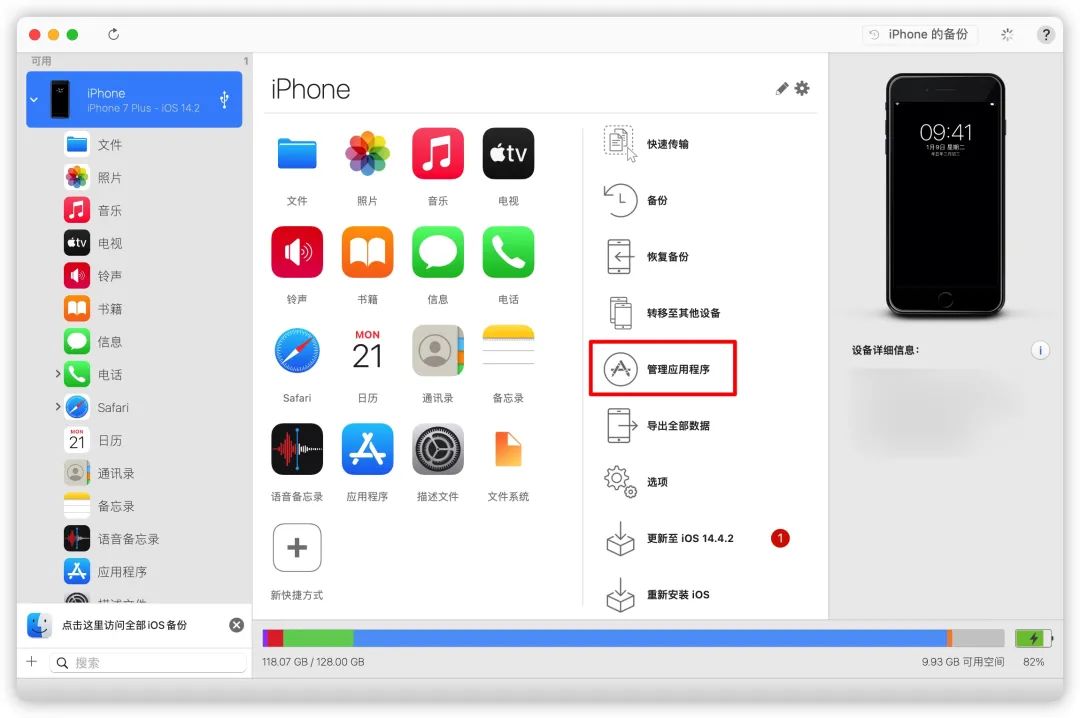 iPhone 的备份
?
可用
1
iPhone
iPhone 7 Plus - iOS 14.2
文件
照片
音乐
tv
电视
铃声
书籍
信息
电话
Safari
MON
21
日历
通讯录
备忘录
语音备忘录
应用程序
点击这里访问全部iOS备份
搜索
iPhone
文件
照片
音乐
tv
电视
铃声
书籍
信息
电话
MON
21
Safari
日历
通讯录
备忘录
语音备忘录
应用程序
描述文件
文件系统
新快捷方式
快速传输
备份
恢复备份
转移至其他设备
管理应用程序
导出全部数据
选项
更新至 iOS 14.4.2
1
重新安装 iOS
09:41
1月9日 星期二
设备详细信息:
i
118.07 GB / 128.00 GB
9.93 GB 可用空间
82%